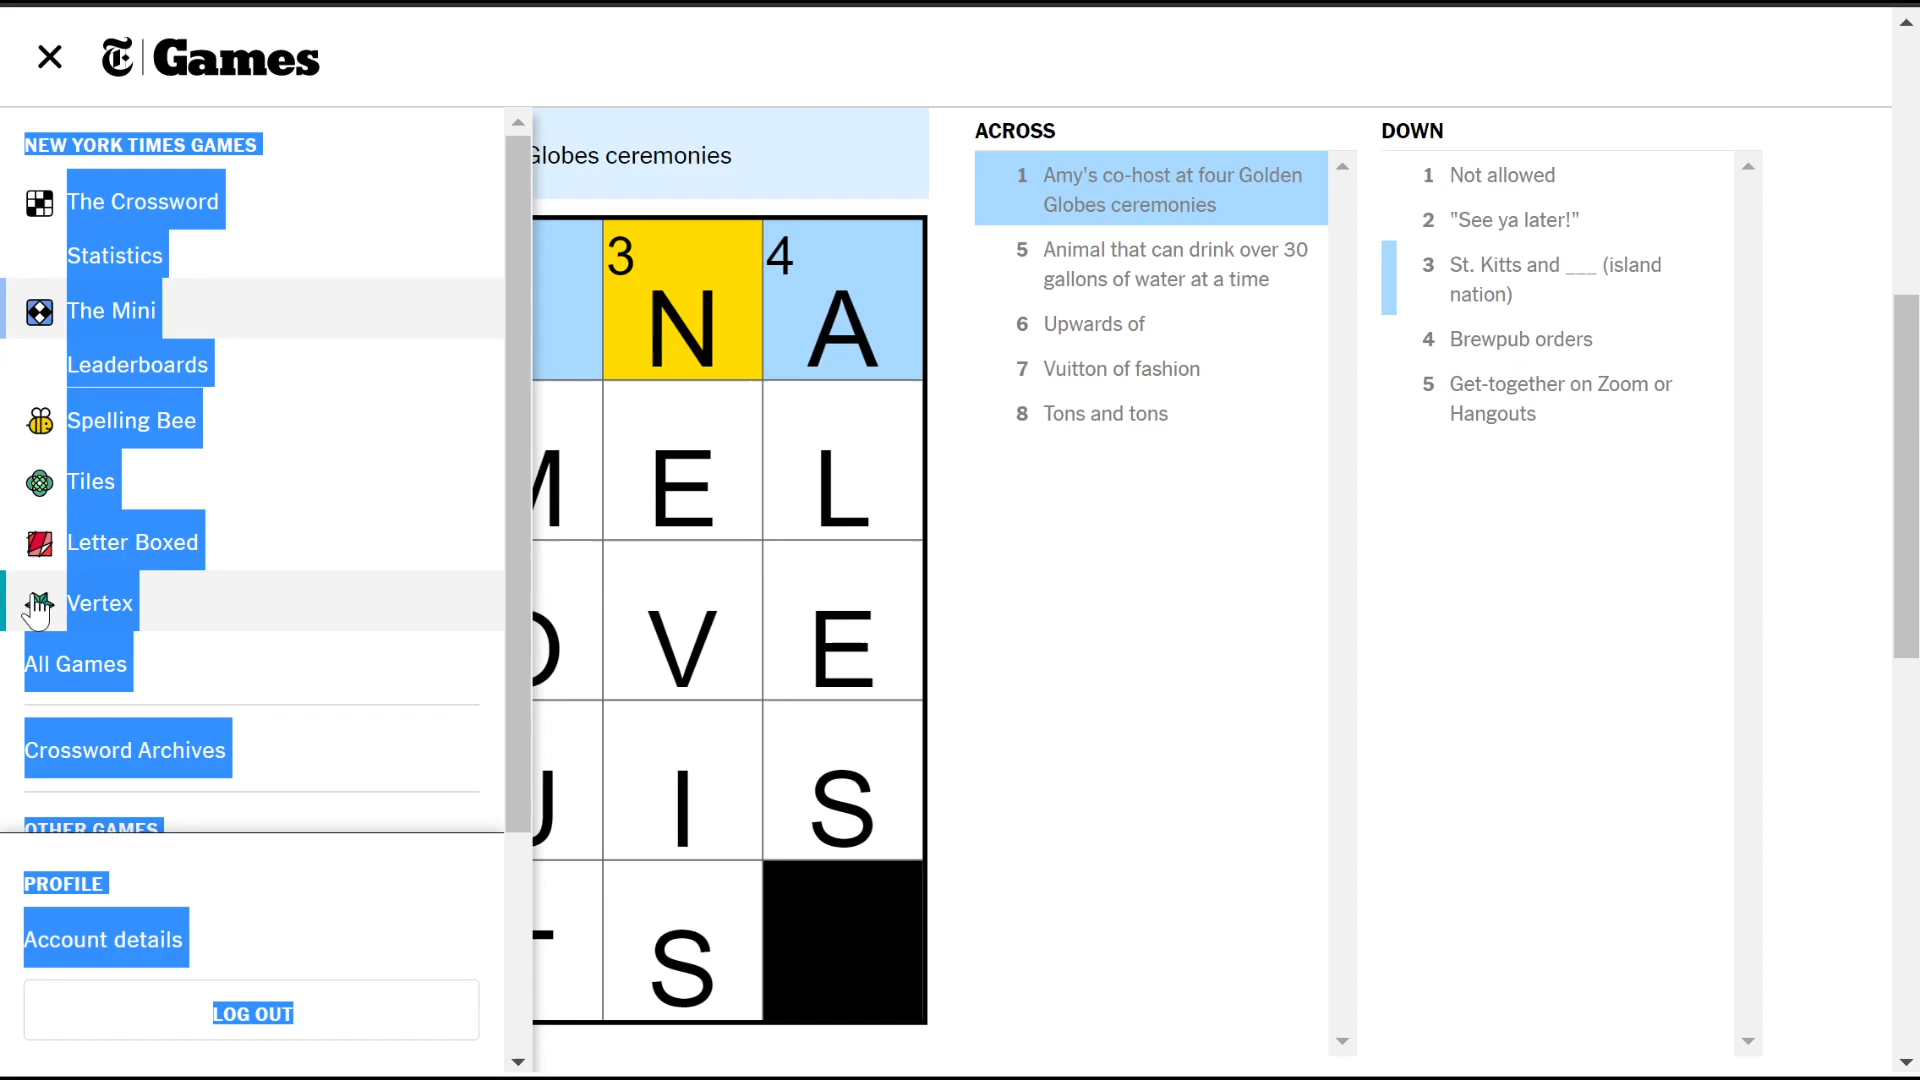 T Games
NEW YORK TIMES GAMES
The Crossword
Statistics
The Mini
Leaderboards
Spelling Bee
Tiles
Letter Boxed
Vertex
All Games
Crossword Archives
OTHER GAMES
PROFILE
Account details
LOG OUT
Globes ceremonies
3 4
N A
M E L
O V E
U I S
T S
ACROSS
1 Amy's co-host at four Golden
Globes ceremonies
5 Animal that can drink over 30
gallons of water at a time
6 Upwards of
7 Vuitton of fashion
8 Tons and tons
DOWN
1 Not allowed
2 "See ya later!"
3 St. Kitts and ___ (island
nation)
4 Brewpub orders
5 Get-together on Zoom or
Hangouts